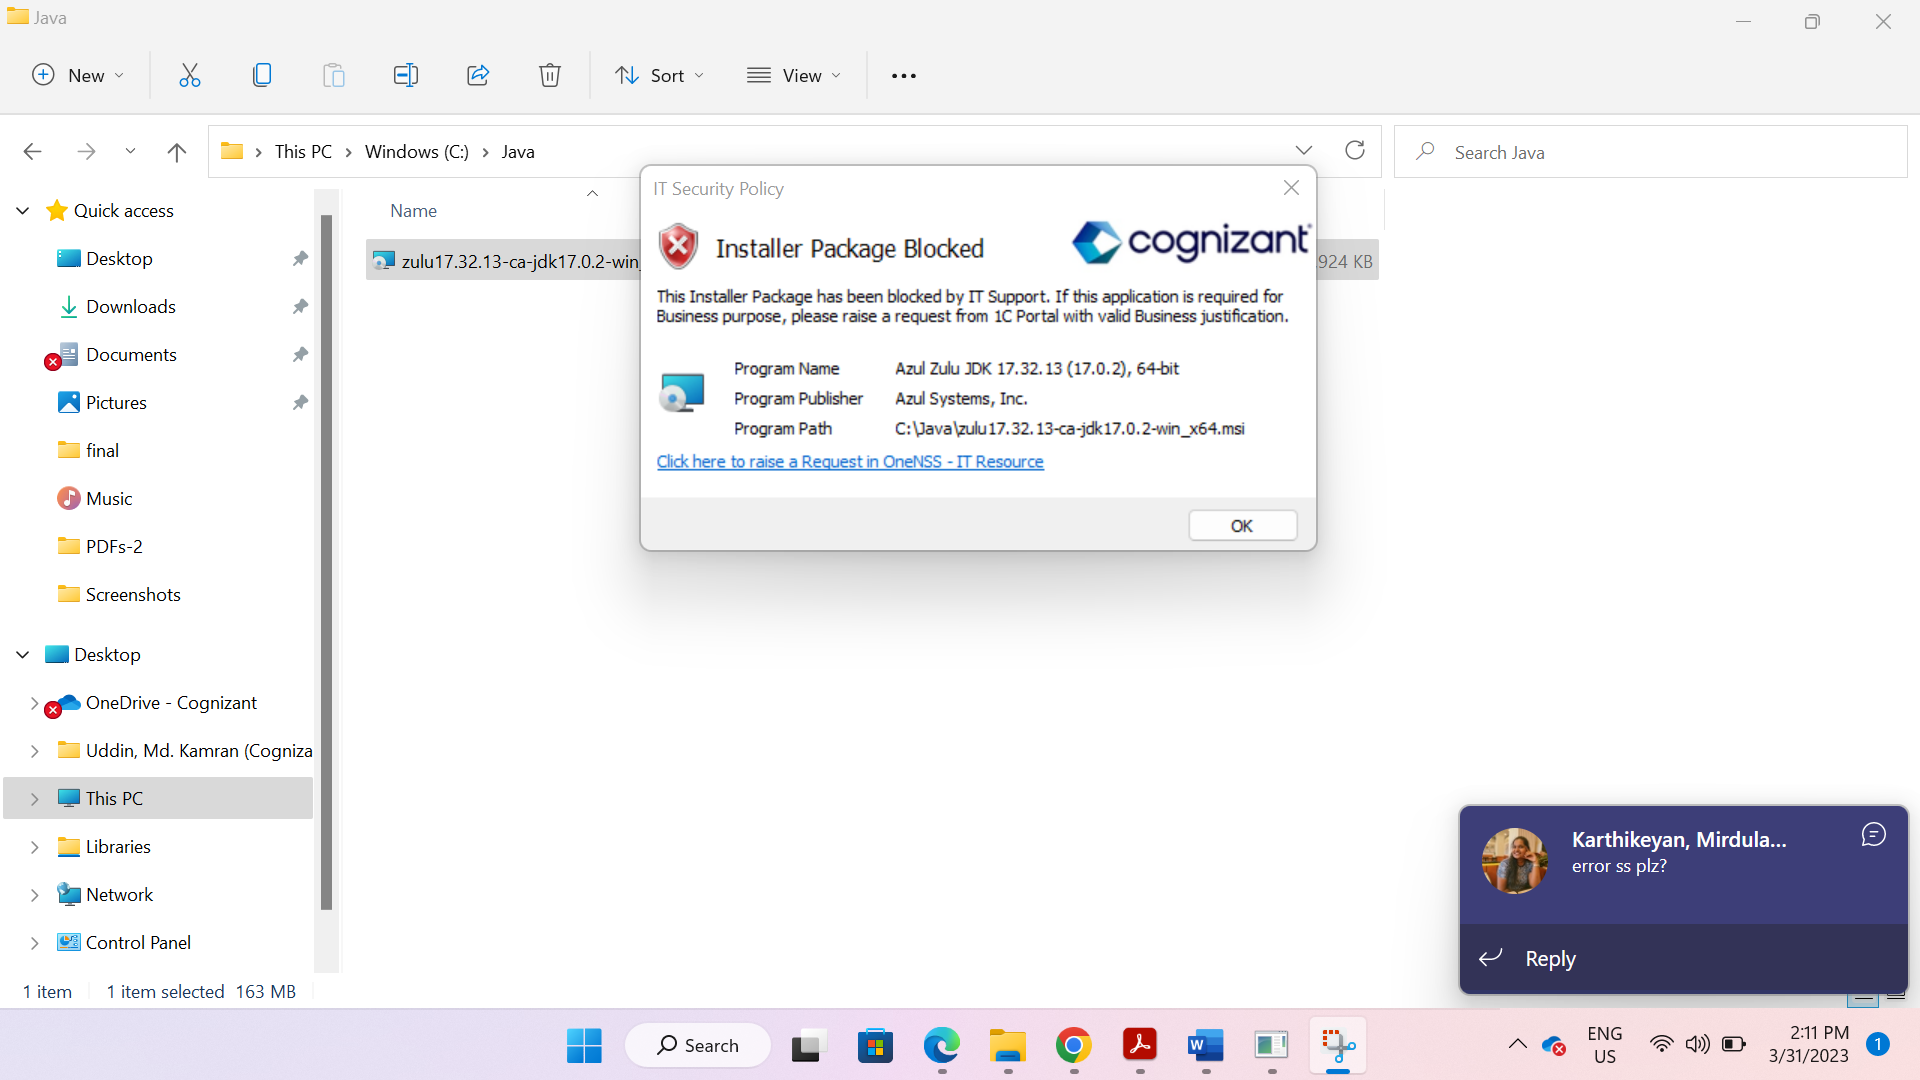 Java
New
Sort
View
This PC
Windows (C:)
Java
Search Java
Quick access
Desktop
Downloads
Documents
Pictures
final
Music
PDFs-2
Screenshots
Desktop
OneDrive - Cognizant
Uddin, Md. Kamran (Cogniza
This PC
Libraries
Network
Control Panel
Name
zulu17.32.13-ca-jdk17.0.2-win_
924 KB
IT Security Policy
Installer Package Blocked
cognizant
This Installer Package has been blocked by IT Support. If this application is required for
Business purpose, please raise a request from 1C Portal with valid Business justification.
Program Name Azul Zulu JDK 17.32.13 (17.0.2), 64-bit
Program Publisher Azul Systems, Inc.
Program Path C:\Java\zulu17.32.13-ca-jdk17.0.2-win_x64.msi
Click here to raise a Request in OneNSS - IT Resource
OK
Karthikeyan, Mirdula...
error ss plz?
Reply
1 item 1 item selected 163 MB
Search
ENG
US
2:11 PM
3/31/2023
1